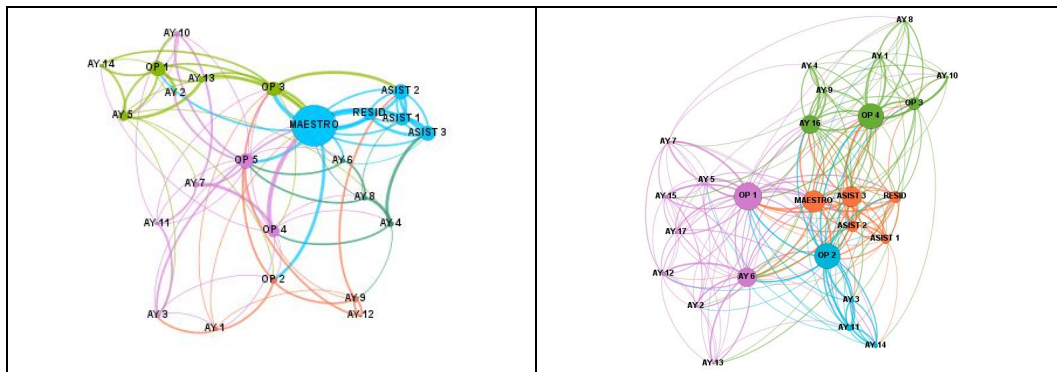 AY 10
AY 14
OP 1
AY 13
AY 2
OP 3
ASIST 2
AY 5
RESID
ASIST 1
MAESTRO
ASIST 3
OP 5
AY 6
AY 7
AY 8
AY 11
OP 4
AY 4
OP 2
AY 9
AY 3
AY 12
AY 1
AY 8
AY 1
AY 4
AY 10
AY 9
OP 3
OP 4
AY 16
AY 7
AY 5
AY 15
OP 1
MAESTRO
ASIST 3
RESID
ASIST 2
AY 17
ASIST 1
OP 2
AY 12
AY 6
AY 2
AY 3
AY 11
AY 14
AY 13